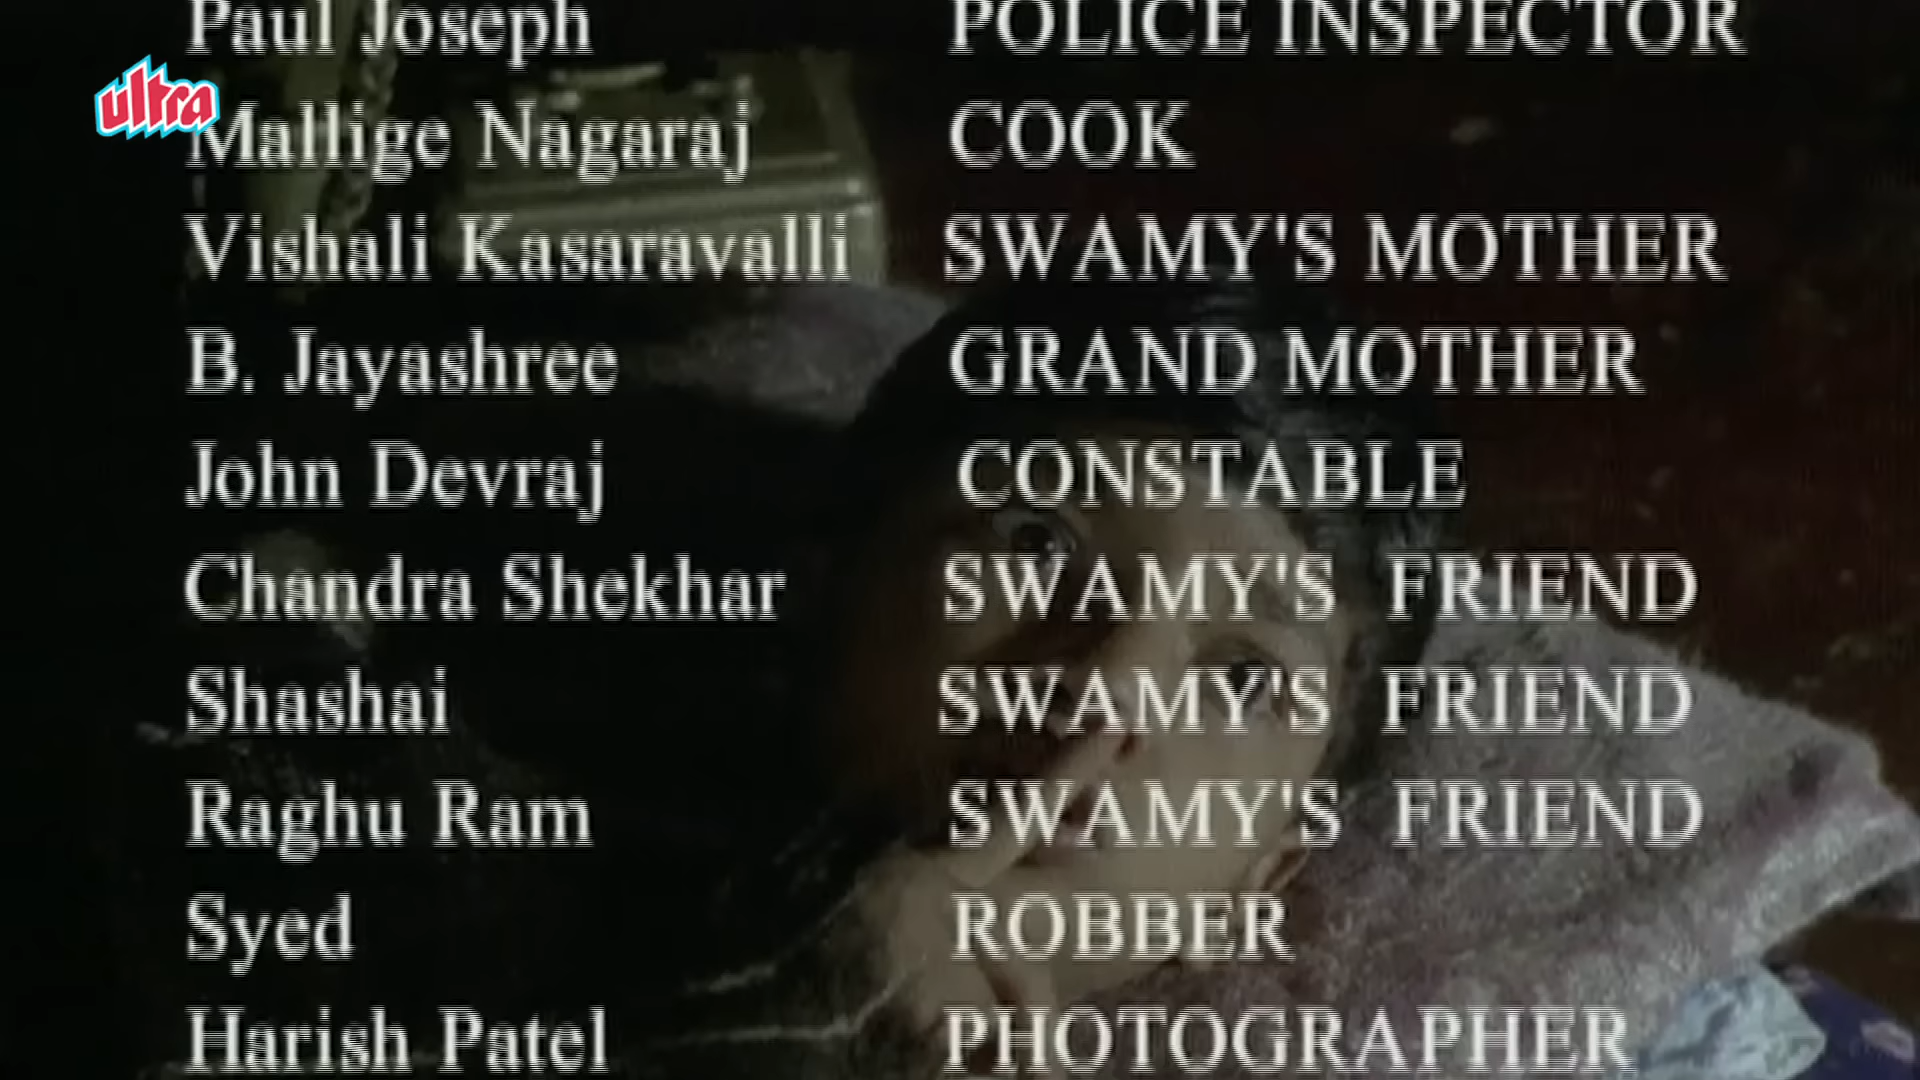 Paul Joseph POLICE INSPECTOR
ultra
Mallige Nagaraj COOK
Vishali Kasaravalli SWAMY'S MOTHER
B. Jayashree GRAND MOTHER
John Devraj CONSTABLE
Chandra Shekhar SWAMY'S FRIEND
Shashai SWAMY'S FRIEND
Raghu Ram SWAMY'S FRIEND
Syed ROBBER
Harish Patel PHOTOGRAPHER